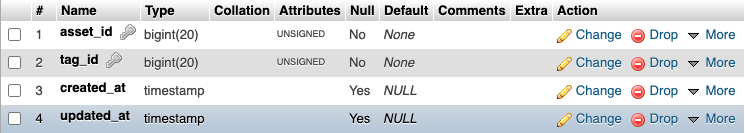 # Name Type Collation Attributes Null Default Comments Extra Action
1 asset_id bigint(20) UNSIGNED No None Change Drop More
2 tag_id bigint(20) UNSIGNED No None Change Drop More
3 created_at timestamp Yes NULL Change Drop More
4 updated_at timestamp Yes NULL Change Drop More